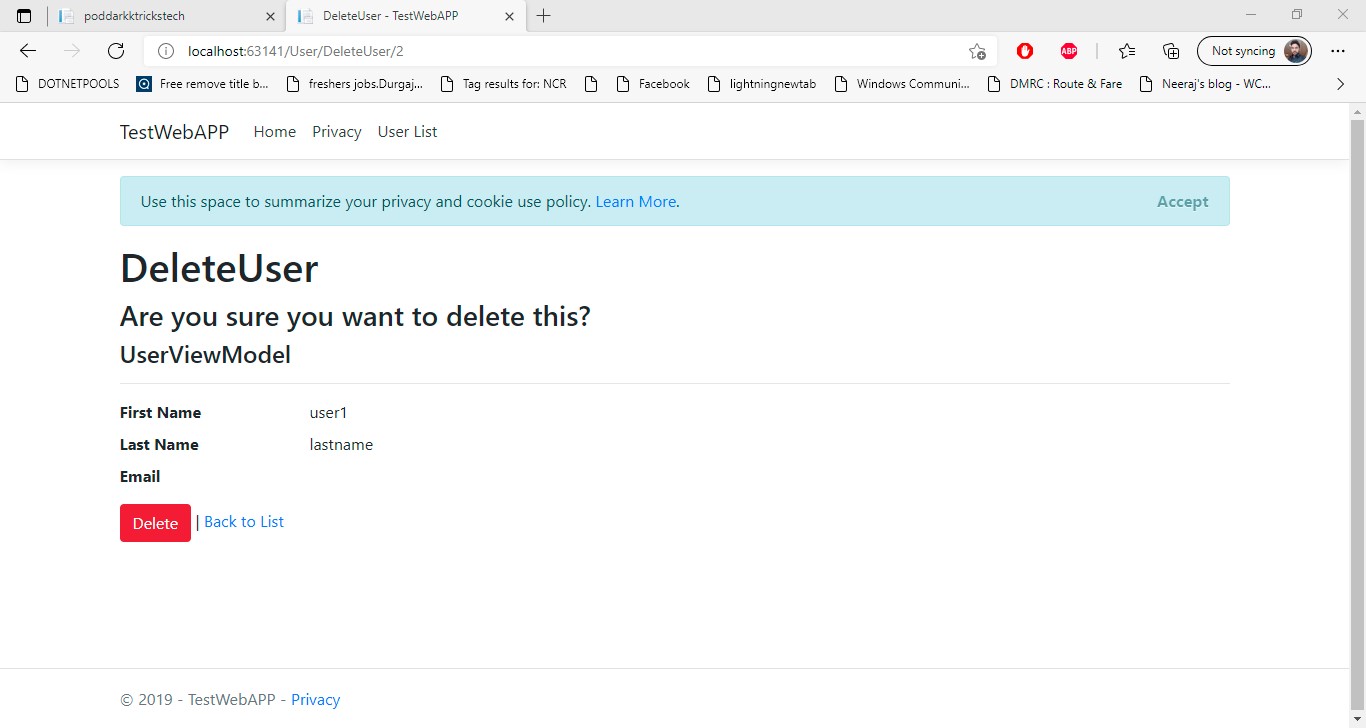 poddarkktrickstech
DeleteUser - TestWebAPP
localhost:63141/User/DeleteUser/2
ABP
Not syncing
DOTNETPOOLS
Free remove title b...
freshers jobs.Durgaj...
Tag results for: NCR
Facebook
lightningnewtab
Windows Communi...
DMRC : Route & Fare
Neeraj's blog - WC...
TestWebAPP Home Privacy User List
Use this space to summarize your privacy and cookie use policy. Learn More. Accept
DeleteUser
Are you sure you want to delete this?
UserViewModel
First Name user1
Last Name lastname
Email
Delete | Back to List
© 2019 - TestWebAPP - Privacy